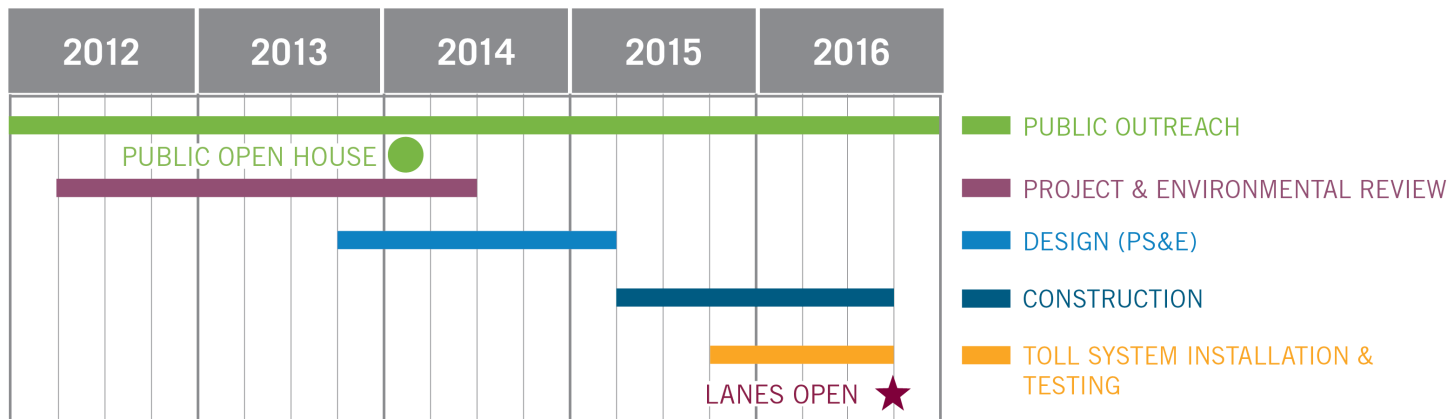 2012 2013 2014 2015 2016
PUBLIC OUTREACH
PUBLIC OPEN HOUSE
PROJECT & ENVIRONMENTAL REVIEW
DESIGN (PS&E)
CONSTRUCTION
TOLL SYSTEM INSTALLATION &
TESTING
LANES OPEN